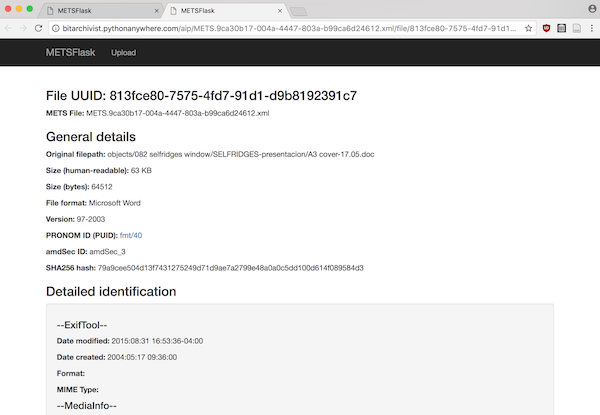 METSFlask
METSFlask
bitarchivist.pythonanywhere.com/aip/METS.9ca30b17-004a-4447-803a-b99ca6d24612.xml/file/813fce80-7575-4fd7-91d1...
METSFlask Upload
File UUID: 813fce80-7575-4fd7-91d1-d9b8192391c7
METS File: METS.9ca30b17-004a-4447-803a-b99ca6d24612.xml
General details
Original filepath: objects/082 selfridges window/SELFRIDGES-presentacion/A3 cover-17.05.doc
Size (human-readable): 63 KB
Size (bytes): 64512
File format: Microsoft Word
Version: 97-2003
PRONOM ID (PUID): fmt/40
amdSec ID: amdSec_3
SHA256 hash: 79a9cee504d13f7431275249d71d9ae7a2799e48a0a0c5dd100d614f089584d3
Detailed identification
--ExifTool--
Date modified: 2015:08:31 16:53:36-04:00
Date created: 2004:05:17 09:36:00
Format:
MIME Type:
--MediaInfo--